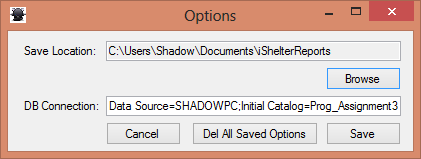 Options
Save Location: C:\Users\Shadow\Documents\iShelterReports
Browse
DB Connection: Data Source=SHADOWPC;Initial Catalog=Prog_Assignment3
Cancel Del All Saved Options Save